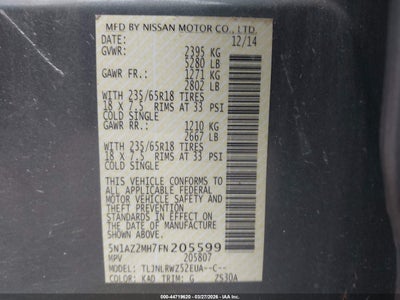 MFD BY NISSAN MOTOR CO., LTD.
DATE: 12/14
GVWR: 2395 KG
5280 LB
GAWR FR.: 1271 KG
2802 LB
WITH 235/65R18 TIRES
18 X 7.5 RIMS AT 33 PSI
COLD SINGLE
GAWR RR.: 1210 KG
2667 LB
WITH 235/65R18 TIRES
18 X 7.5 RIMS AT 33 PSI
COLD SINGLE
THIS VEHICLE CONFORMS TO
ALL APPLICABLE FEDERAL
MOTOR VEHICLE SAFETY
AND THEFT PREVENTION
STANDARDS IN EFFECT ON
THE DATE OF MANUFACTURE
SHOWN ABOVE.
5N1AZ2MH7FN205599
MPV 205807
TLJNLRWZ52EUA--C--
COLOR: KAD TRIM: G Z530A
000-44719620 - 03/27/2026 - IAA Co